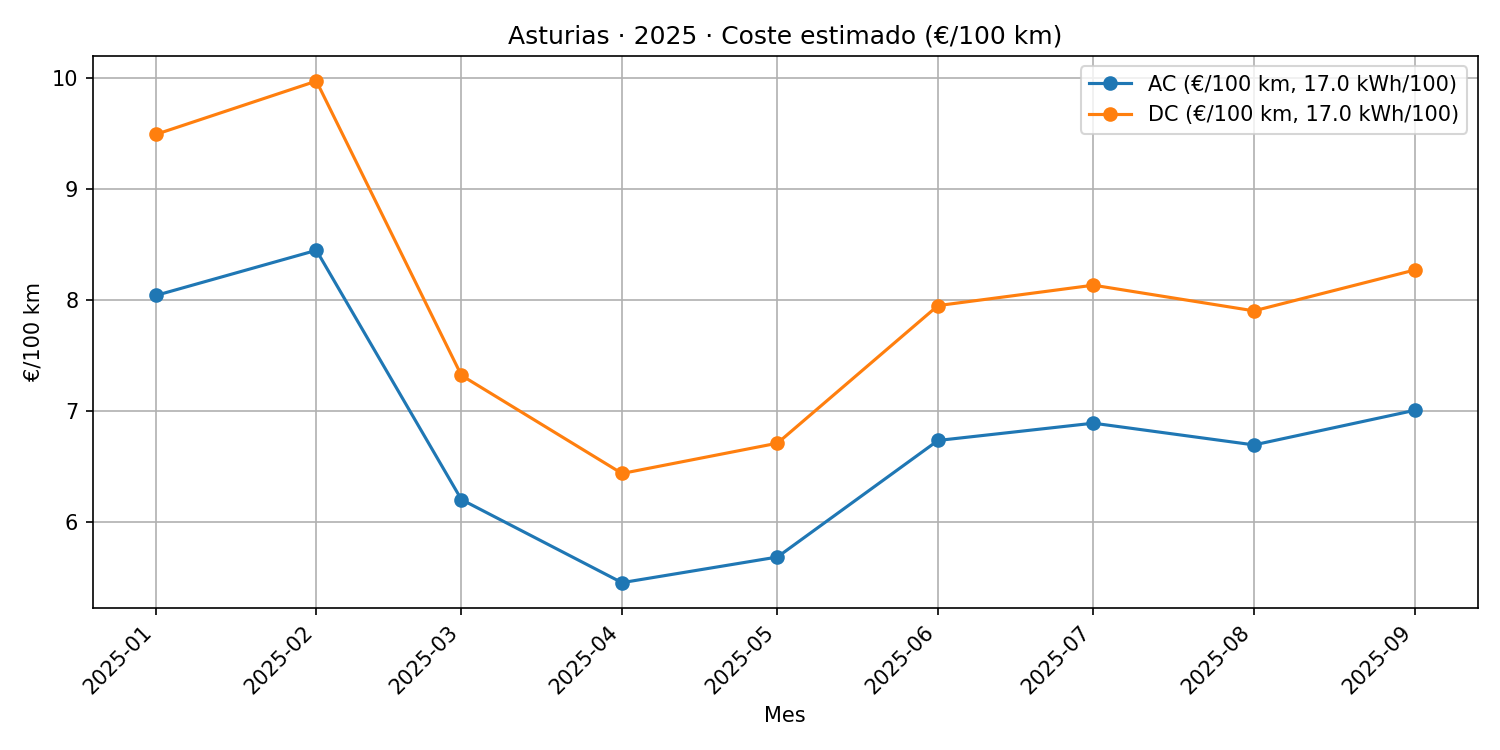 Asturias · 2025 · Coste estimado (€/100 km)
AC (€/100 km, 17.0 kWh/100)
DC (€/100 km, 17.0 kWh/100)
€/100 km
10
9
8
7
6
2025-01
2025-02
2025-03
2025-04
2025-05
2025-06
2025-07
2025-08
2025-09
Mes